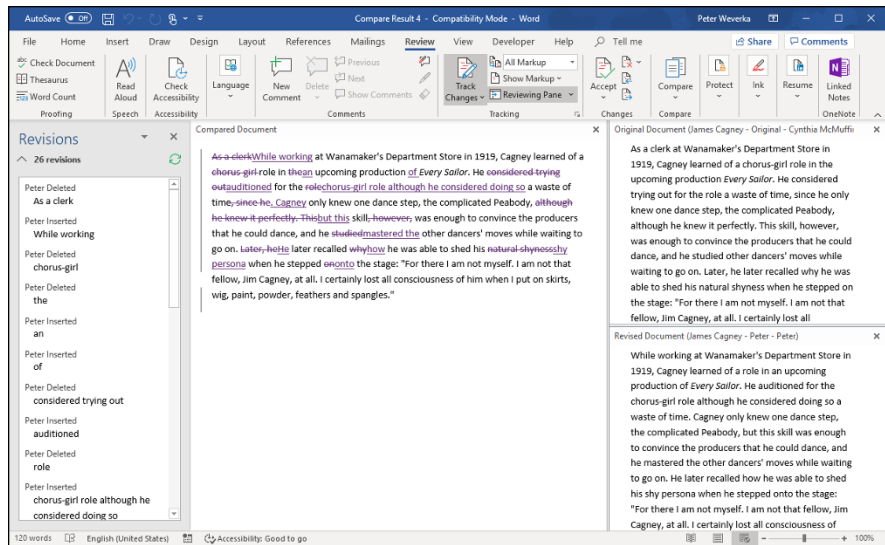 AutoSave Off
Compare Result 4 - Compatibility Mode - Word
Peter Weverka
File Home Insert Draw Design Layout References Mailings Review View Developer Help Tell me
Share Comments
abc Check Document
Thesaurus
Word Count
Proofing
Read Aloud
Speech
Check Accessibility
Accessibility
Language
New Comment
Delete
Previous
Next
Show Comments
Comments
Track Changes
All Markup
Show Markup
Reviewing Pane
Tracking
Accept
Changes
Compare
Compare
Protect
Ink
Resume
Linked Notes
OneNote
Revisions
26 revisions
Peter Deleted
As a clerk
Peter Inserted
While working
Peter Deleted
chorus-girl
Peter Deleted
the
Peter Inserted
an
Peter Inserted
of
Peter Deleted
considered trying out
Peter Inserted
auditioned
Peter Deleted
role
Peter Inserted
chorus-girl role although he
considered doing so
Compared Document
As a clerkWhile working at Wanamaker's Department Store in 1919, Cagney learned of a
chorus-girl role in thean upcoming production of Every Sailor. He considered trying
outauditioned for the rolechorus-girl role although he considered doing so a waste of
time, since he. Cagney only knew one dance step, the complicated Peabody, although
he knew it perfectly. Thisbut this skill, however, was enough to convince the producers
that he could dance, and he studiedmastered the other dancers' moves while waiting to
go on. Later, heHe later recalled whyhow he was able to shed his natural shynessshy
persona when he stepped ononto the stage: "For there I am not myself. I am not that
fellow, Jim Cagney, at all. I certainly lost all consciousness of him when I put on skirts,
wig, paint, powder, feathers and spangles."
Original Document (James Cagney - Original - Cynthia McMuffi
As a clerk at Wanamaker's Department Store in
1919, Cagney learned of a chorus-girl role in the
upcoming production of Every Sailor. He considered
trying out for the role a waste of time, since he only
knew one dance step, the complicated Peabody,
although he knew it perfectly. This skill, however,
was enough to convince the producers that he could
dance, and he studied other dancers' moves while
waiting to go on. Later, he later recalled why he was
able to shed his natural shyness when he stepped on
the stage: "For there I am not myself. I am not that
fellow, Jim Cagney, at all. I certainly lost all
Revised Document (James Cagney - Peter - Peter)
While working at Wanamaker's Department Store in
1919, Cagney learned of a role in an upcoming
production of Every Sailor. He auditioned for the
chorus-girl role although he considered doing so a
waste of time. Cagney only knew one dance step,
the complicated Peabody, but this skill was enough
to convince the producers that he could dance, and
he mastered the other dancers' moves while waiting
to go on. He later recalled how he was able to shed
his shy persona when he stepped onto the stage:
"For there I am not myself. I am not that fellow, Jim
Cagney, at all. I certainly lost all consciousness of
120 words English (United States) Accessibility: Good to go 100%